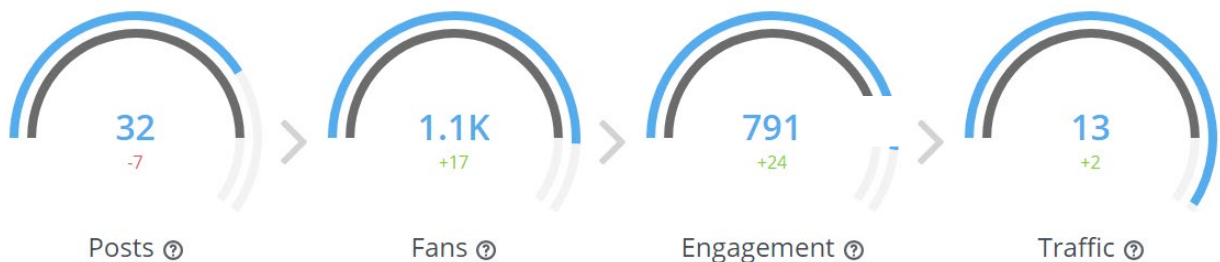 32 1.1K 791 13
-7 +17 +24 +2
Posts ? Fans ? Engagement ? Traffic ?